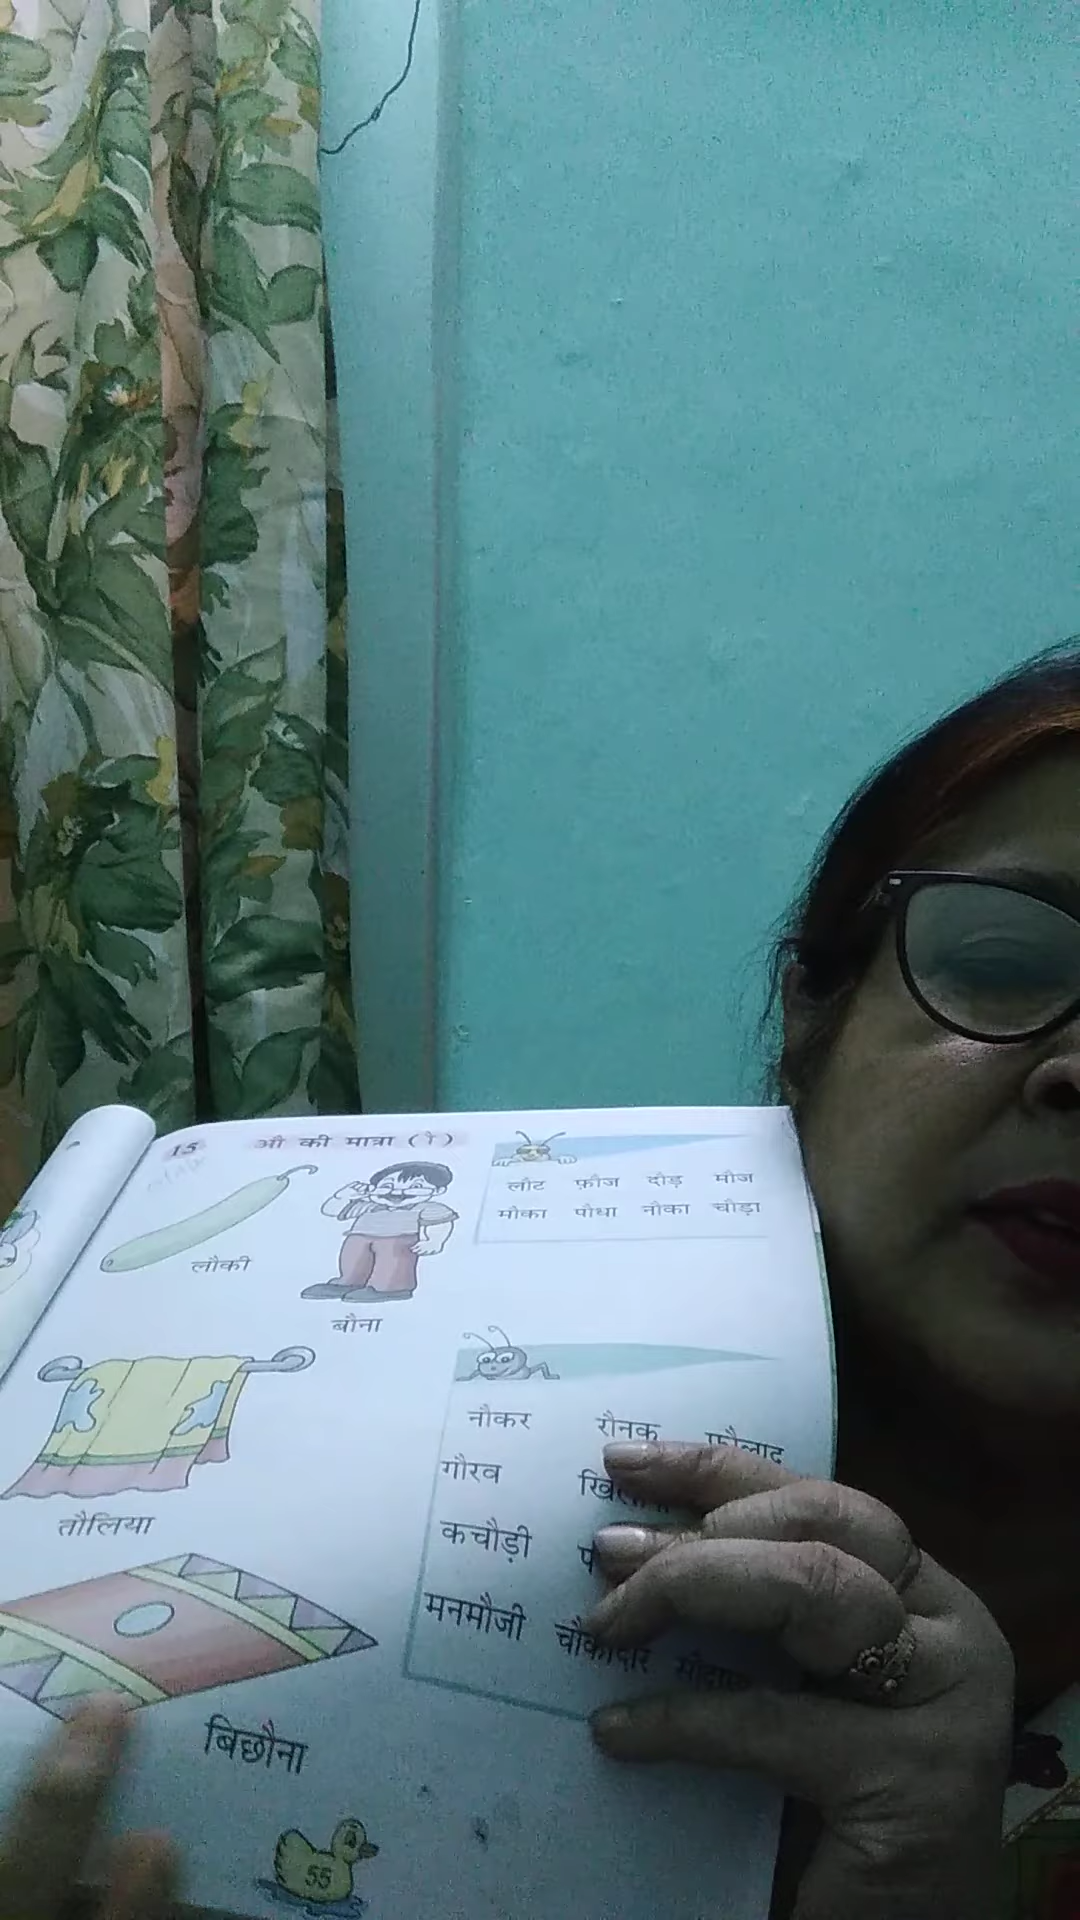 15 औ की मात्रा (ौ)
लौकी
बौना
तौलिया
बिछौना
लौट फ़ौज दौड़ मौज
मौका पौधा नौका चौड़ा
नौकर रौनक फ़ौलाद
गौरव
कचौड़ी
मनमौजी चौकीदार
55